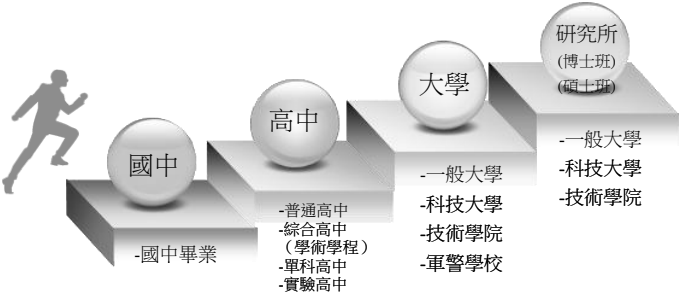 國中
-國中畢業
高中
-普通高中
-綜合高中
（學術學程）
-單科高中
-實驗高中
大學
-一般大學
-科技大學
-技術學院
-軍警學校
研究所
(博士班)
(碩士班)
-一般大學
-科技大學
-技術學院